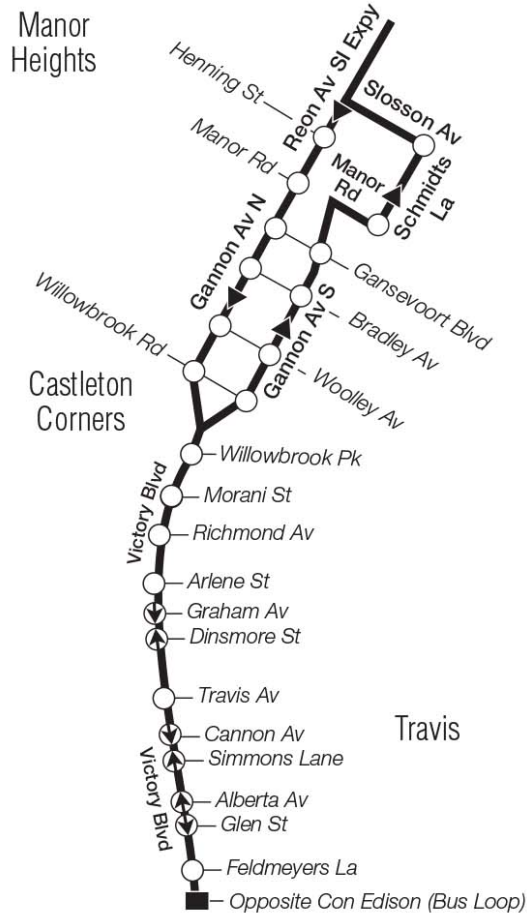 Manor
Heights
Henning St
Reon Av
SI Expy
Slosson Av
Manor Rd
Manor
Rd
Schmidts
La
Gannon Av N
Gannon Av S
Gansevoort Blvd
Bradley Av
Willowbrook Rd
Woolley Av
Castleton
Corners
Willowbrook Pk
Victory Blvd
Morani St
Richmond Av
Arlene St
Graham Av
Dinsmore St
Travis Av
Travis
Cannon Av
Simmons Lane
Victory Blvd
Alberta Av
Glen St
Feldmeyers La
Opposite Con Edison (Bus Loop)